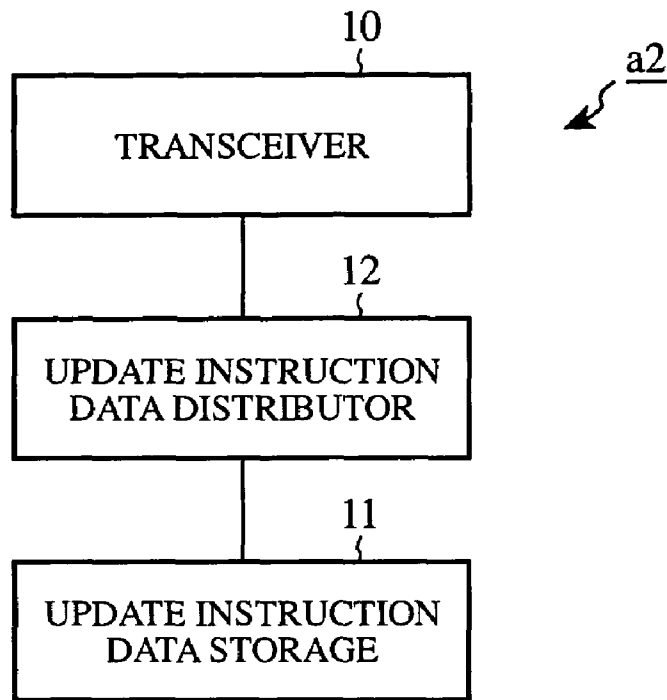 10
a2
TRANSCEIVER
12
UPDATE INSTRUCTION
DATA DISTRIBUTOR
11
UPDATE INSTRUCTION
DATA STORAGE